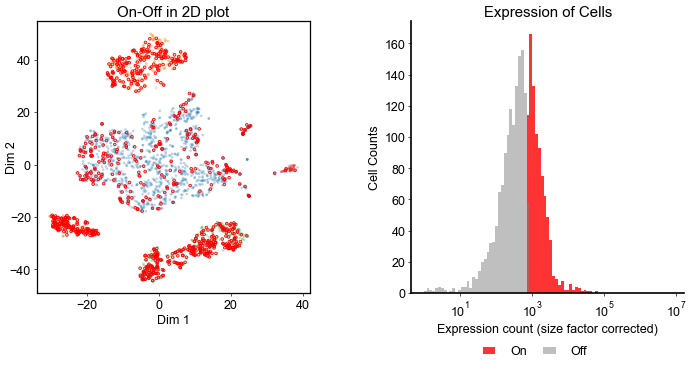 On-Off in 2D plot
40
20
0
−20
−40
Dim 2
−20
0
20
40
Dim 1
Expression of Cells
160
140
120
100
80
60
40
20
0
Cell Counts
10^1
10^3
10^5
10^7
Expression count (size factor corrected)
On
Off